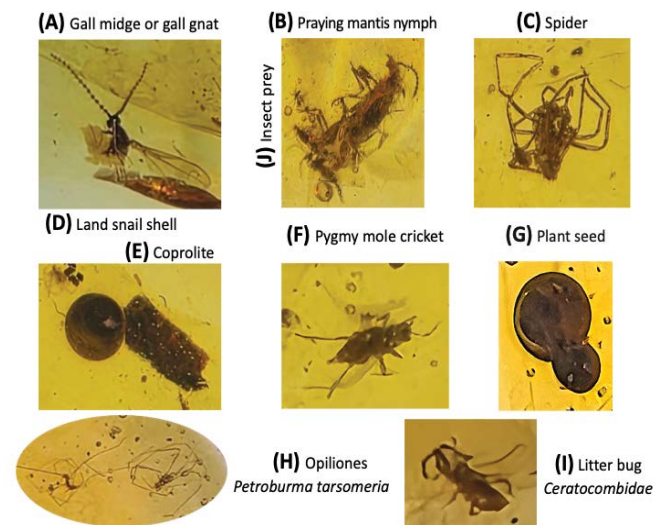 (A) Gall midge or gall gnat
(B) Praying mantis nymph
(C) Spider
(J) Insect prey
(D) Land snail shell
(E) Coprolite
(F) Pygmy mole cricket
(G) Plant seed
(H) Opiliones
Petroburma tarsomeria
(I) Litter bug
Ceratocombidae